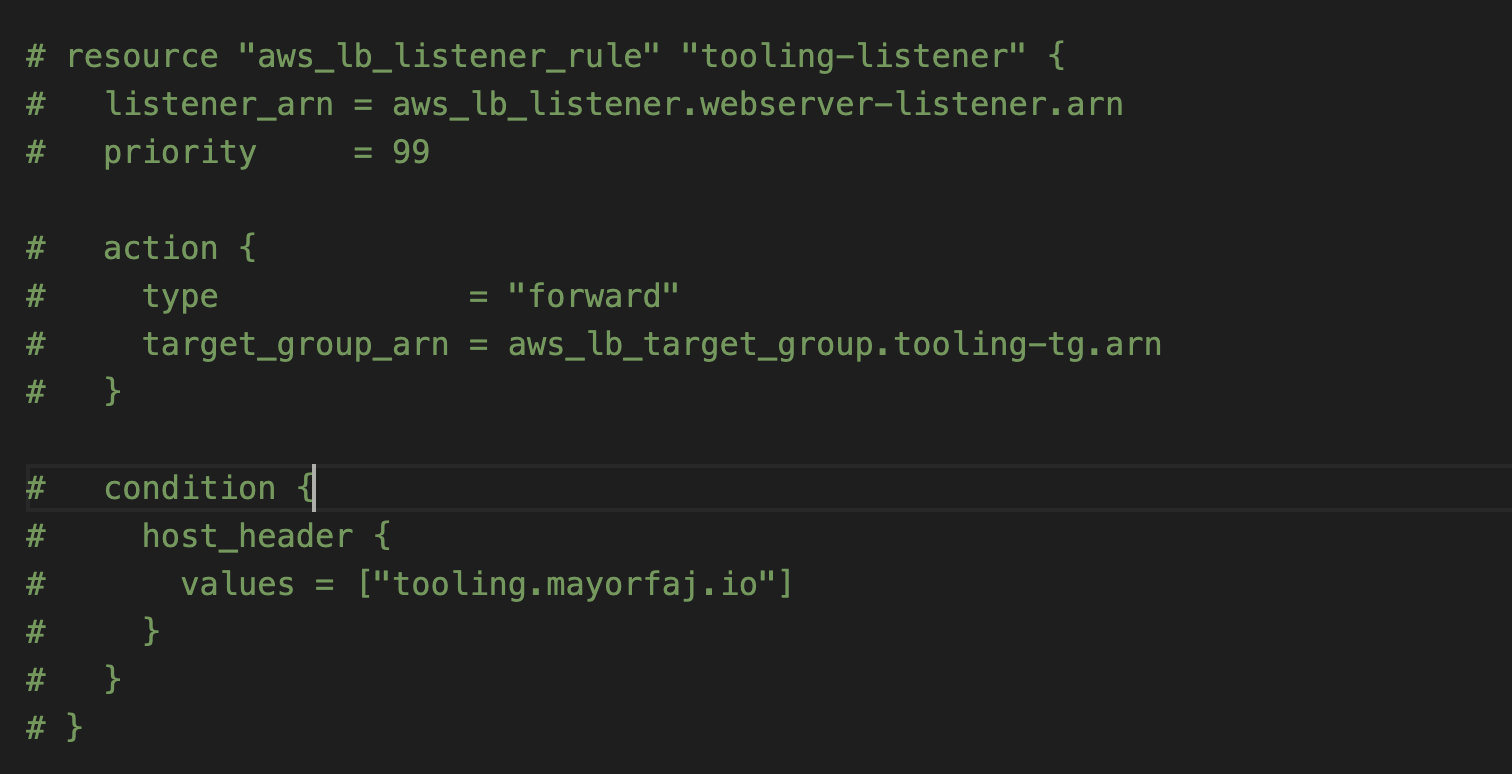 # resource "aws_lb_listener_rule" "tooling-listener" {
#   listener_arn = aws_lb_listener.webserver-listener.arn
#   priority     = 99

#   action {
#     type             = "forward"
#     target_group_arn = aws_lb_target_group.tooling-tg.arn
#   }

#   condition {
#     host_header {
#       values = ["tooling.mayorfaj.io"]
#     }
#   }
# }